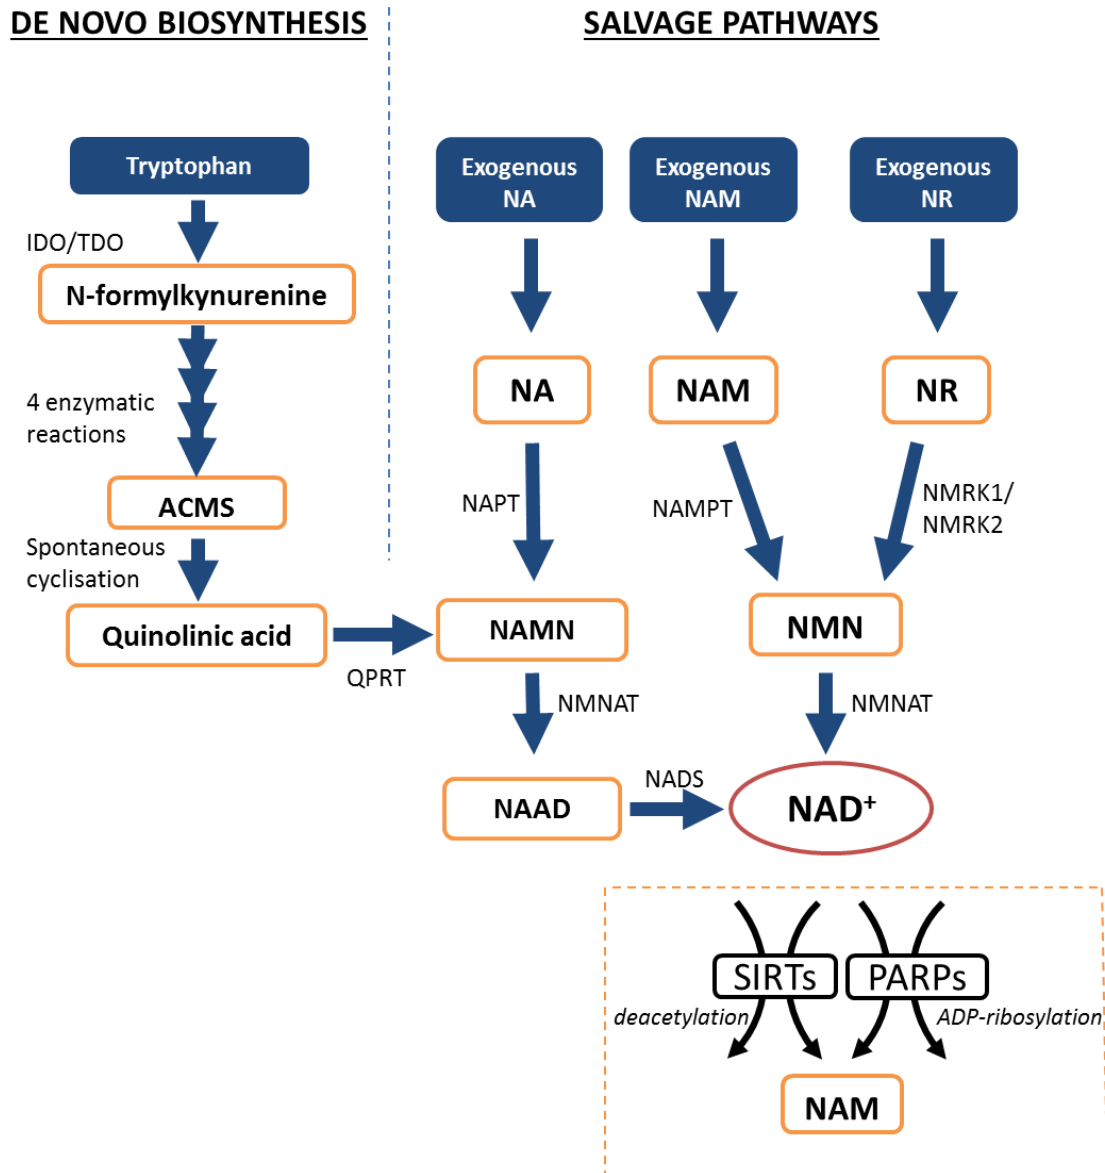 DE NOVO BIOSYNTHESIS
SALVAGE PATHWAYS
Tryptophan
IDO/TDO
N-formylkynurenine
4 enzymatic
reactions
ACMS
Spontaneous
cyclisation
Quinolinic acid
QPRT
Exogenous
NA
Exogenous
NAM
Exogenous
NR
NA
NAM
NR
NAPT
NAMPT
NMRK1/
NMRK2
NAMN
NMN
NMNAT
NMNAT
NAAD
NADS
NAD⁺
SIRTs
PARPs
deacetylation
ADP-ribosylation
NAM